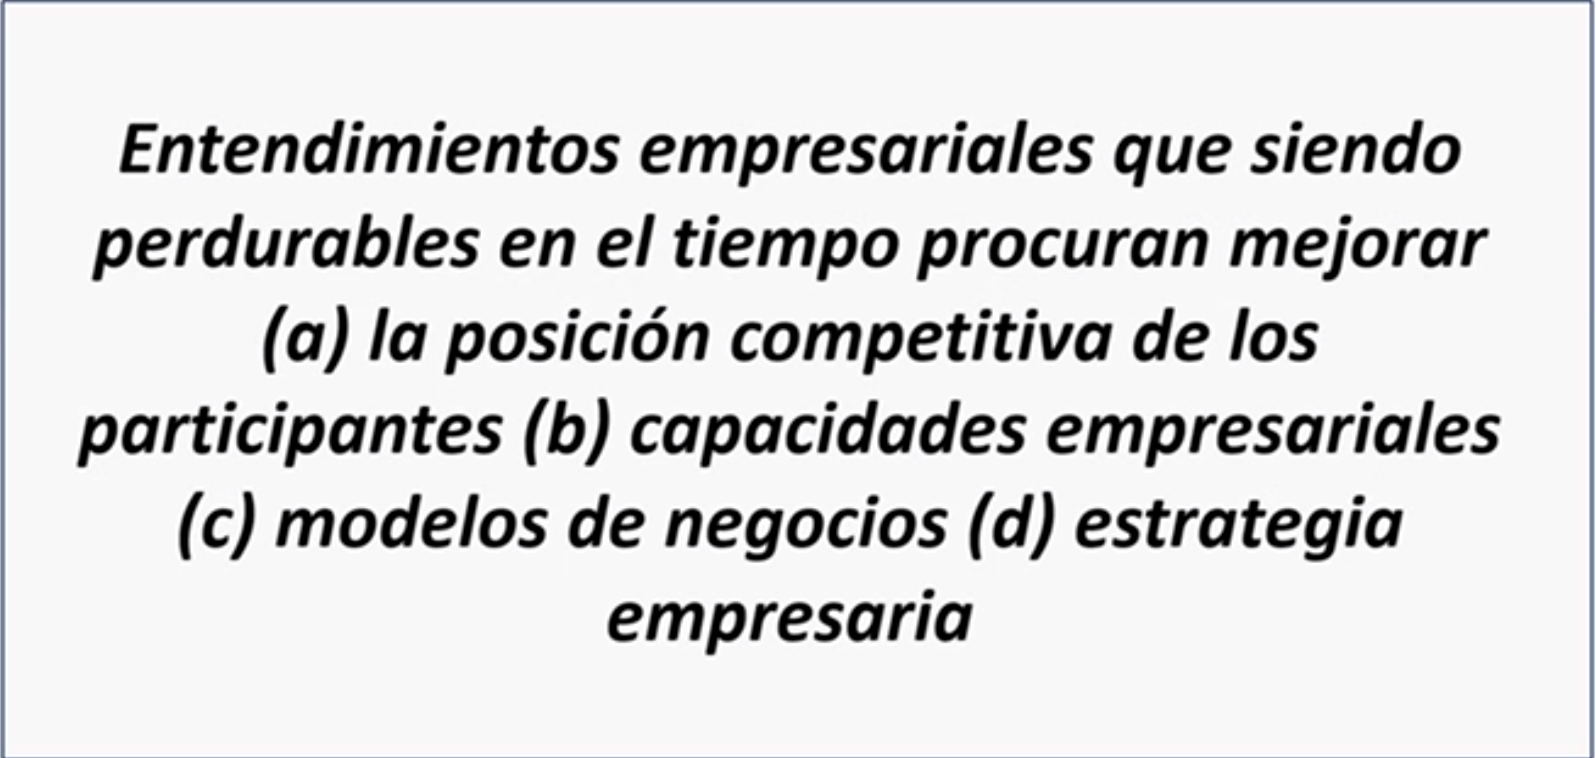 Entendimientos empresariales que siendo
perdurables en el tiempo procuran mejorar
(a) la posición competitiva de los
participantes (b) capacidades empresariales
(c) modelos de negocios (d) estrategia
empresaria